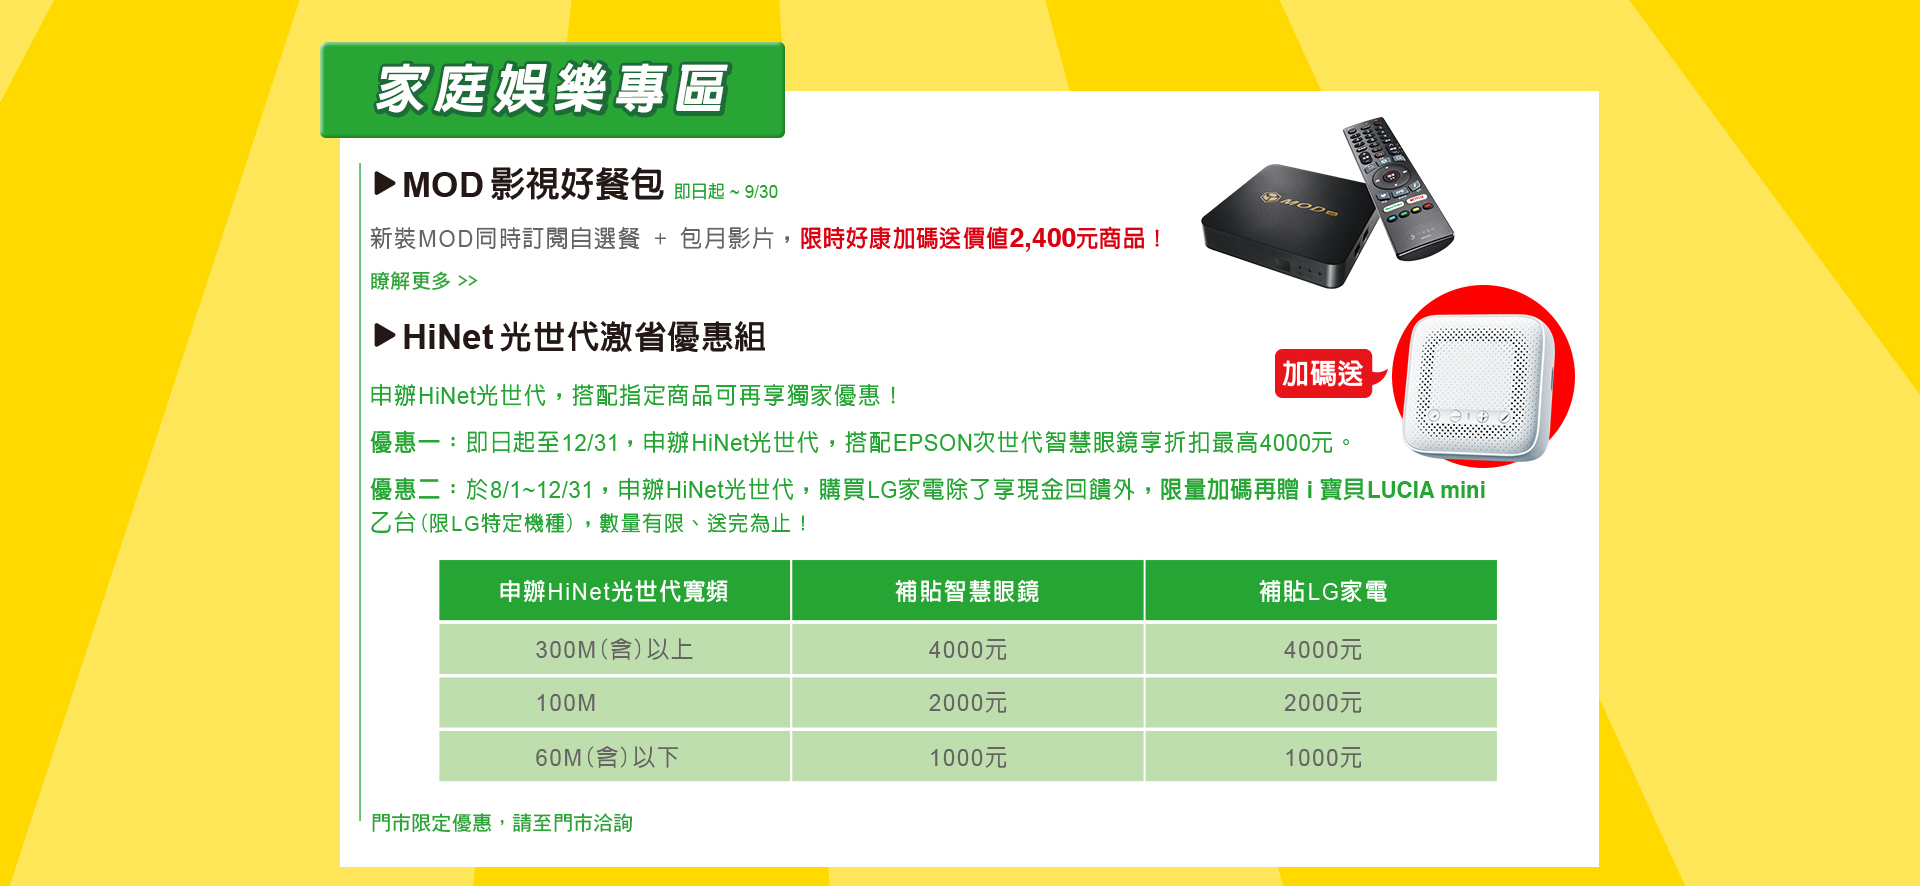 家庭娛樂專區
▶MOD 影視好餐包 即日起 ~ 9/30
新裝MOD同時訂閱自選餐 + 包月影片，限時好康加碼送價值2,400元商品！
瞭解更多 >>
MOD
▶HiNet 光世代激省優惠組
加碼送
申辦HiNet光世代，搭配指定商品可再享獨家優惠！
優惠一：即日起至12/31，申辦HiNet光世代，搭配EPSON次世代智慧眼鏡享折扣最高4000元。
優惠二：於8/1~12/31，申辦HiNet光世代，購買LG家電除了享現金回饋外，限量加碼再贈 i 寶貝LUCIA mini
乙台(限LG特定機種)，數量有限、送完為止！
申辦HiNet光世代寬頻 補貼智慧眼鏡 補貼LG家電
300M(含)以上 4000元 4000元
100M 2000元 2000元
60M(含)以下 1000元 1000元
門市限定優惠，請至門市洽詢